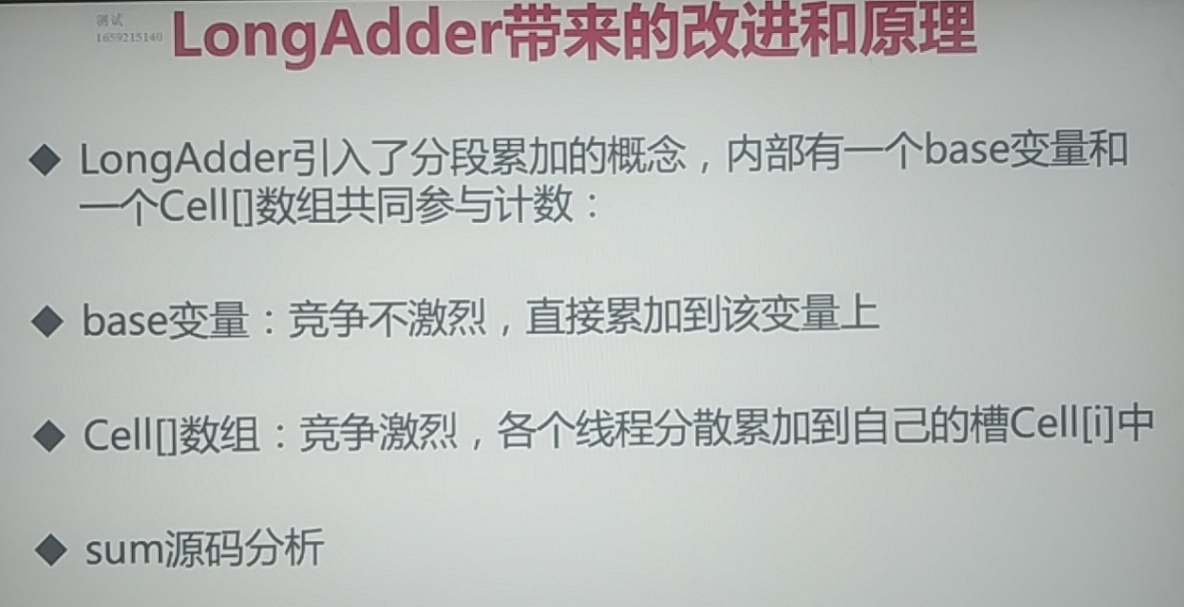 测试
1659215140
LongAdder带来的改进和原理
LongAdder引入了分段累加的概念，内部有一个base变量和
一个Cell[]数组共同参与计数：
base变量：竞争不激烈，直接累加到该变量上
Cell[]数组：竞争激烈，各个线程分散累加到自己的槽Cell[i]中
sum源码分析